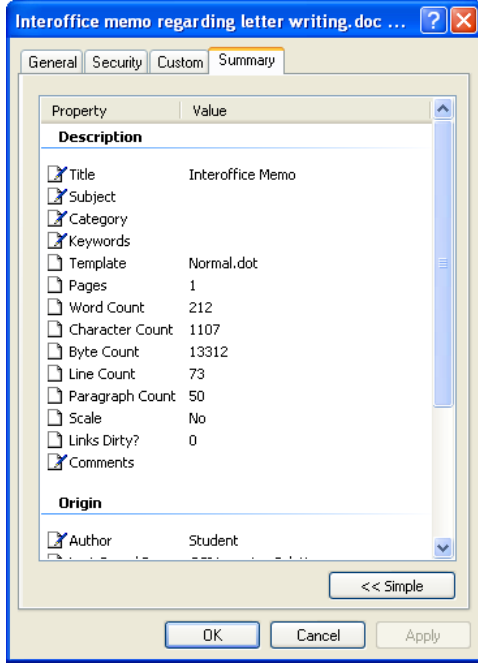 Interoffice memo regarding letter writing.doc ...
General Security Custom Summary
Property Value
Description
Title Interoffice Memo
Subject
Category
Keywords
Template Normal.dot
Pages 1
Word Count 212
Character Count 1107
Byte Count 13312
Line Count 73
Paragraph Count 50
Scale No
Links Dirty? 0
Comments
Origin
Author Student
<< Simple
OK Cancel Apply